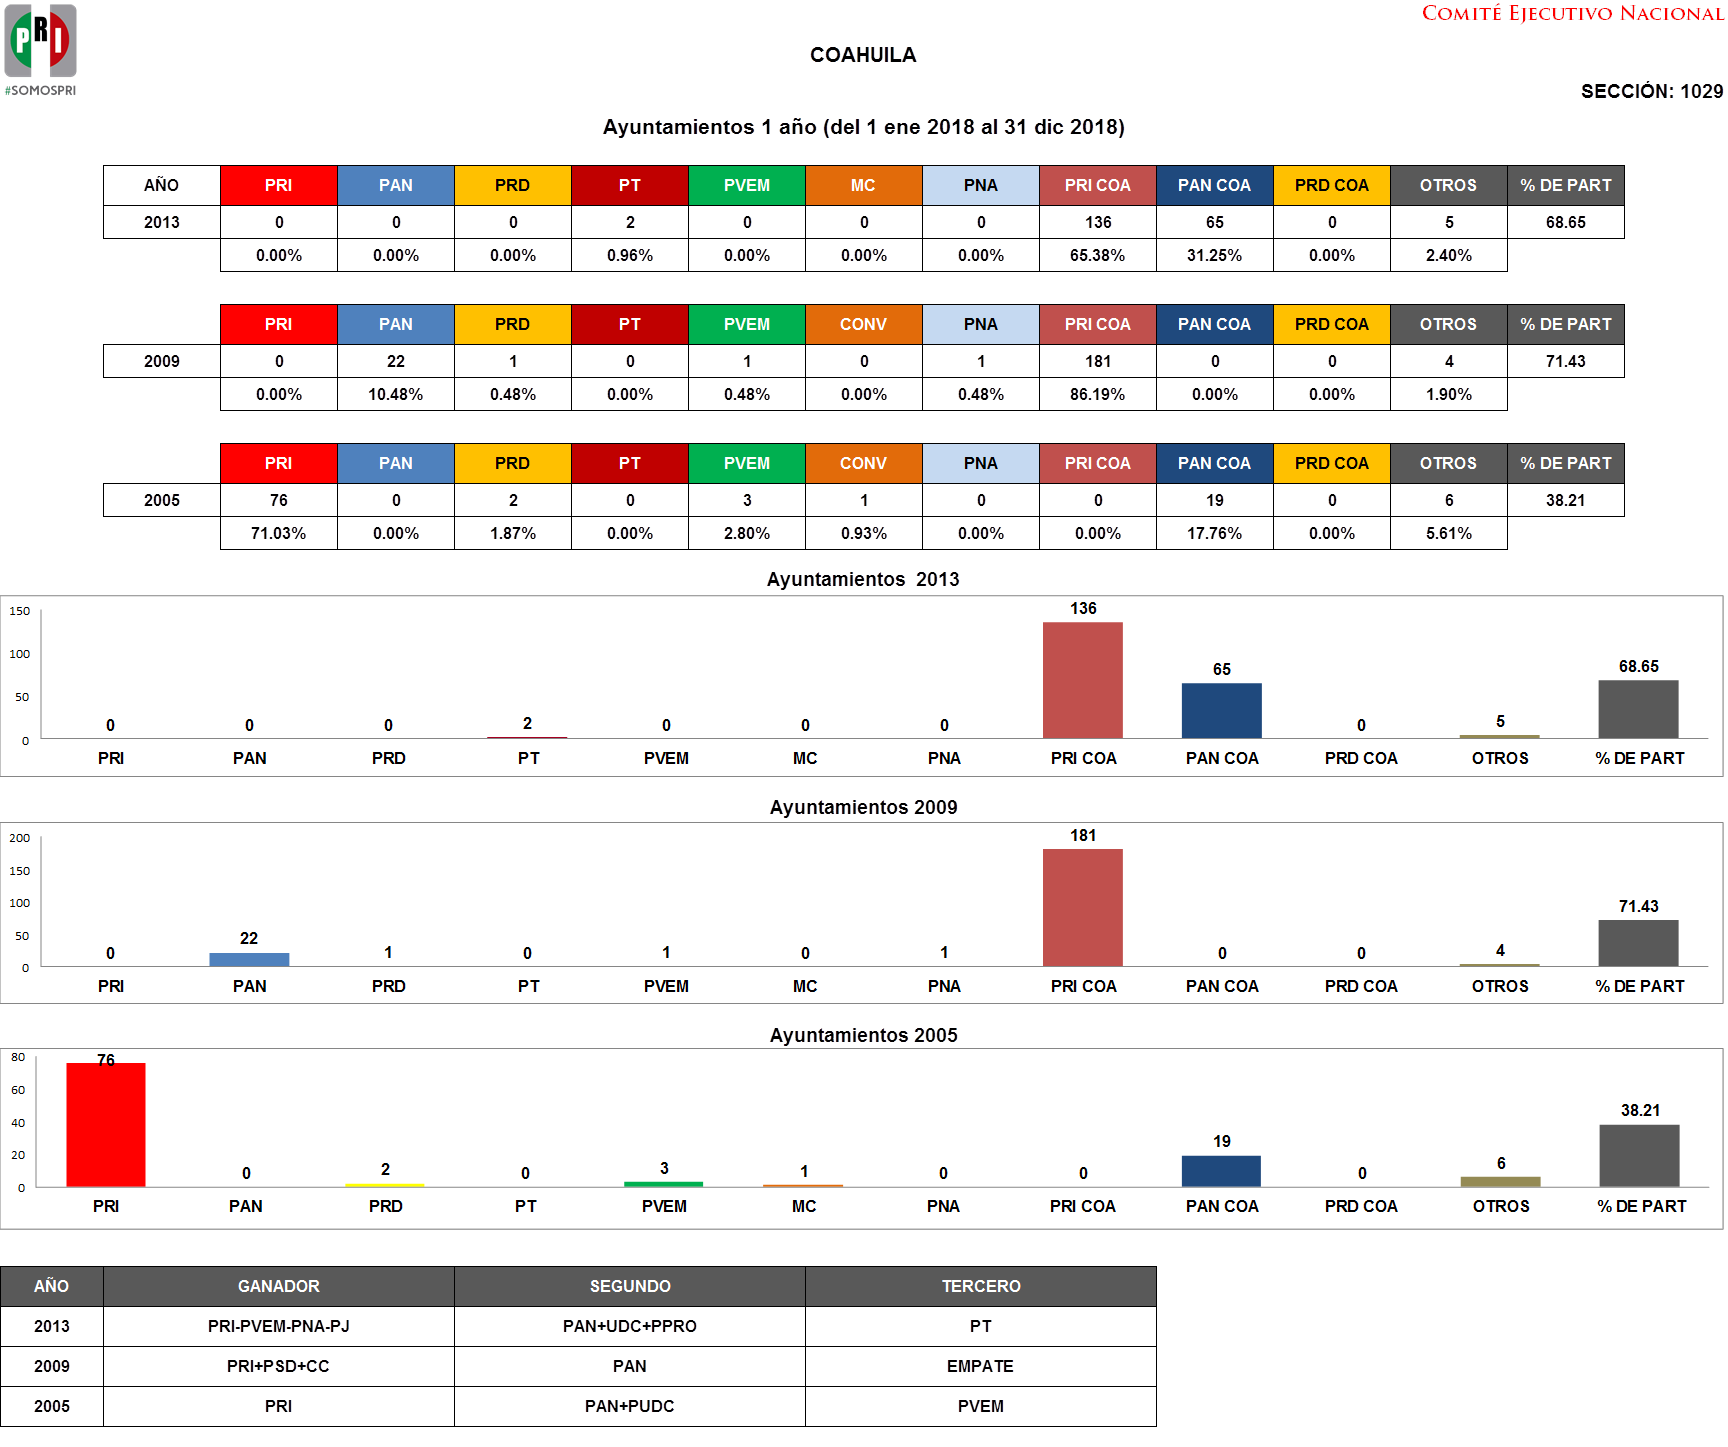 PRI
#SOMOSPRI
COMITÉ EJECUTIVO NACIONAL
COAHUILA
SECCIÓN: 1029
Ayuntamientos 1 año (del 1 ene 2018 al 31 dic 2018)
AÑO PRI PAN PRD PT PVEM MC PNA PRI COA PAN COA PRD COA OTROS % DE PART
2013 0 0 0 2 0 0 0 136 65 0 5 68.65
0.00% 0.00% 0.00% 0.96% 0.00% 0.00% 0.00% 65.38% 31.25% 0.00% 2.40%
PRI PAN PRD PT PVEM CONV PNA PRI COA PAN COA PRD COA OTROS % DE PART
2009 0 22 1 0 1 0 1 181 0 0 4 71.43
0.00% 10.48% 0.48% 0.00% 0.48% 0.00% 0.48% 86.19% 0.00% 0.00% 1.90%
PRI PAN PRD PT PVEM CONV PNA PRI COA PAN COA PRD COA OTROS % DE PART
2005 76 0 2 0 3 1 0 0 19 0 6 38.21
71.03% 0.00% 1.87% 0.00% 2.80% 0.93% 0.00% 0.00% 17.76% 0.00% 5.61%
Ayuntamientos 2013
150
100
50
0
0 0 0 2 0 0 0 136 65 0 5 68.65
PRI PAN PRD PT PVEM MC PNA PRI COA PAN COA PRD COA OTROS % DE PART
Ayuntamientos 2009
200
150
100
50
0
0 22 1 0 1 0 1 181 0 0 4 71.43
PRI PAN PRD PT PVEM MC PNA PRI COA PAN COA PRD COA OTROS % DE PART
Ayuntamientos 2005
80
60
40
20
0
76 0 2 0 3 1 0 0 19 0 6 38.21
PRI PAN PRD PT PVEM MC PNA PRI COA PAN COA PRD COA OTROS % DE PART
AÑO GANADOR SEGUNDO TERCERO
2013 PRI-PVEM-PNA-PJ PAN+UDC+PPRO PT
2009 PRI+PSD+CC PAN EMPATE
2005 PRI PAN+PUDC PVEM